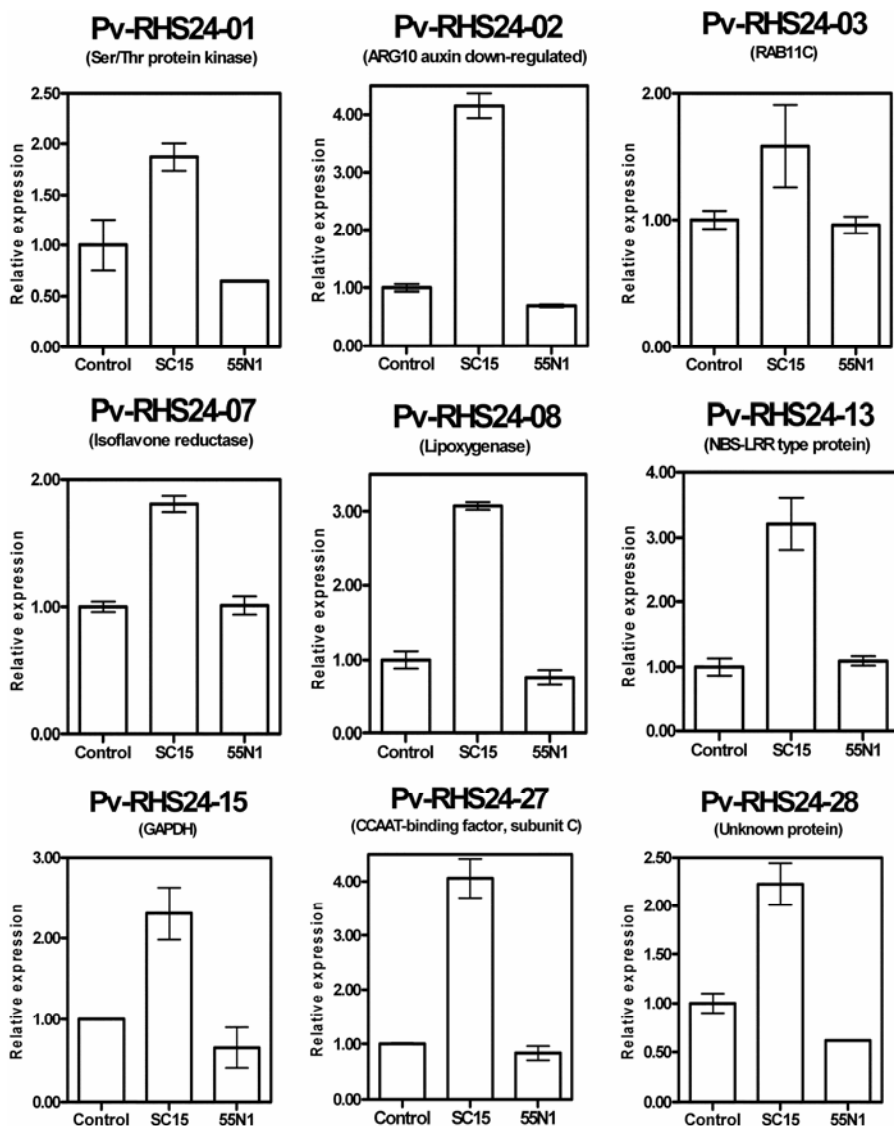 Pv-RHS24-01
(Ser/Thr protein kinase)
Relative expression
2.50
2.00
1.50
1.00
0.50
0.00
Control SC15 55N1
Pv-RHS24-02
(ARG10 auxin down-regulated)
Relative expression
4.00
3.00
2.00
1.00
0.00
Control SC15 55N1
Pv-RHS24-03
(RAB11C)
Relative expression
2.00
1.00
0.00
Control SC15 55N1
Pv-RHS24-07
(Isoflavone reductase)
Relative expression
2.00
1.00
0.00
Control SC15 55N1
Pv-RHS24-08
(Lipoxygenase)
Relative expression
3.00
2.00
1.00
0.00
Control SC15 55N1
Pv-RHS24-13
(NBS-LRR type protein)
Relative expression
4.00
3.00
2.00
1.00
0.00
Control SC15 55N1
Pv-RHS24-15
(GAPDH)
Relative expression
3.00
2.00
1.00
0.00
Control SC15 55N1
Pv-RHS24-27
(CCAAT-binding factor, subunit C)
Relative expression
4.00
3.00
2.00
1.00
0.00
Control SC15 55N1
Pv-RHS24-28
(Unknown protein)
Relative expression
2.50
2.00
1.50
1.00
0.50
0.00
Control SC15 55N1